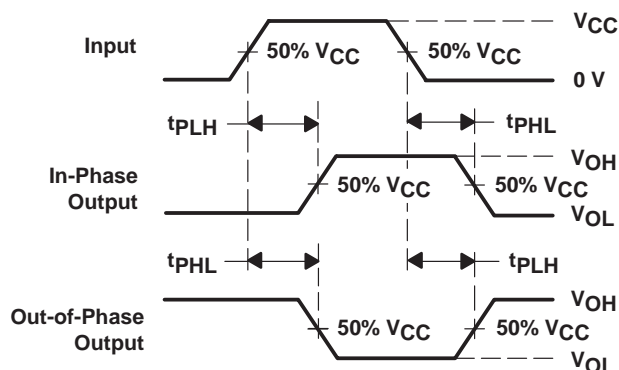 VCC
Input
50% VCC
50% VCC
0 V
tPLH
tPHL
In-Phase
Output
50% VCC
50% VCC
VOH
VOL
tPHL
tPLH
Out-of-Phase
Output
50% VCC
50% VCC
VOH
VOL